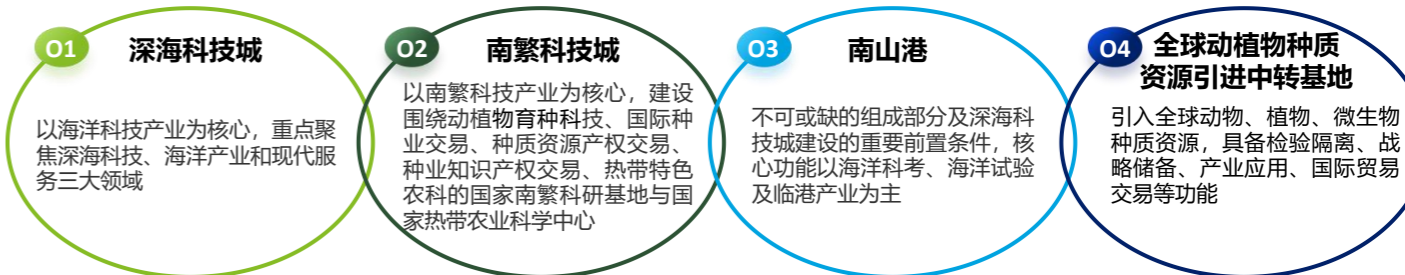 01
深海科技城
以海洋科技产业为核心，重点聚
焦深海科技、海洋产业和现代服
务三大领域
02
南繁科技城
以南繁科技产业为核心，建设
围绕动植物育种科技、国际种
业交易、种质资源产权交易、
种业知识产权交易、热带特色
农科的国家南繁科研基地与国
家热带农业科学中心
03
南山港
不可或缺的组成部分及深海科
技城建设的重要前置条件，核
心功能以海洋科考、海洋试验
及临港产业为主
04
全球动植物种质
资源引进中转基地
引入全球动物、植物、微生物
种质资源，具备检验隔离、战
略储备、产业应用、国际贸易
交易等功能